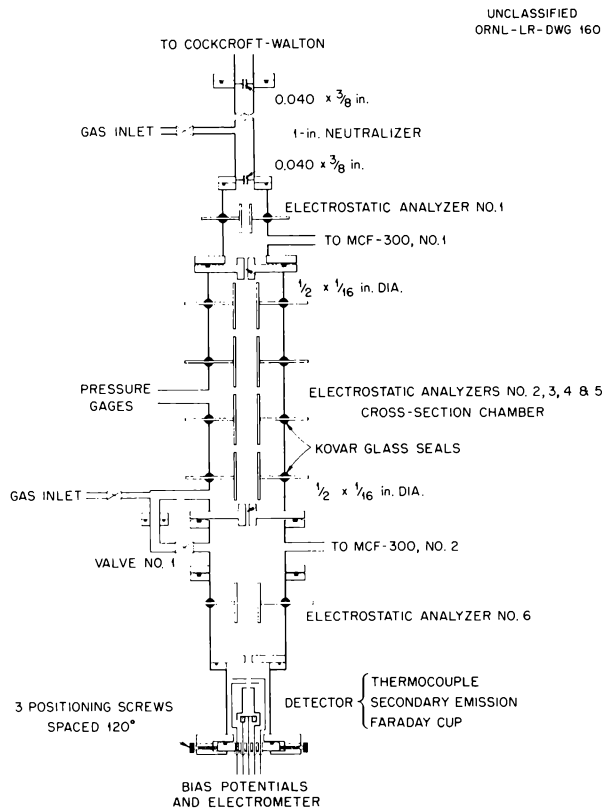 UNCLASSIFIED
ORNL-LR-DWG 160
TO COCKCROFT-WALTON
0.040 x 3/8 in.
GAS INLET
1-in. NEUTRALIZER
0.040 x 3/8 in.
ELECTROSTATIC ANALYZER NO. 1
TO MCF-300, NO. 1
1/2 x 1/16 in. DIA.
PRESSURE
GAGES
ELECTROSTATIC ANALYZERS NO. 2, 3, 4 & 5
CROSS-SECTION CHAMBER
KOVAR GLASS SEALS
GAS INLET
1/2 x 1/16 in. DIA.
VALVE NO. 1
TO MCF-300, NO. 2
ELECTROSTATIC ANALYZER NO. 6
3 POSITIONING SCREWS
SPACED 120°
DETECTOR
THERMOCOUPLE
SECONDARY EMISSION
FARADAY CUP
BIAS POTENTIALS
AND ELECTROMETER